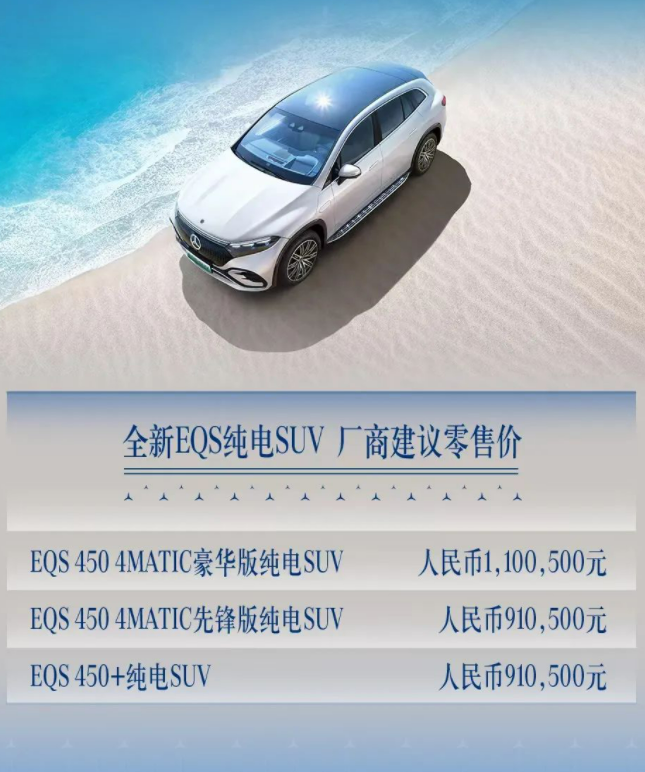 全新EQS纯电SUV 厂商建议零售价
EQS 450 4MATIC豪华版纯电SUV 人民币1,100,500元
EQS 450 4MATIC先锋版纯电SUV 人民币910,500元
EQS 450+纯电SUV 人民币910,500元